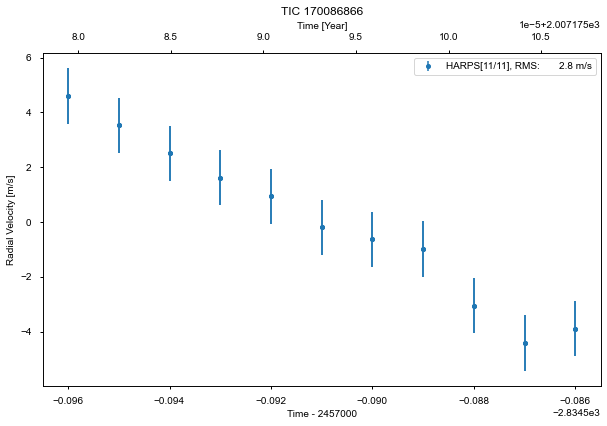 TIC 170086866
Time [Year]
1e−5+2.007175e3
8.0 8.5 9.0 9.5 10.0 10.5
HARPS[11/11], RMS: 2.8 m/s
6
4
2
0
−2
−4
Radial Velocity [m/s]
−0.096 −0.094 −0.092 −0.090 −0.088 −0.086
Time - 2457000
−2.8345e3